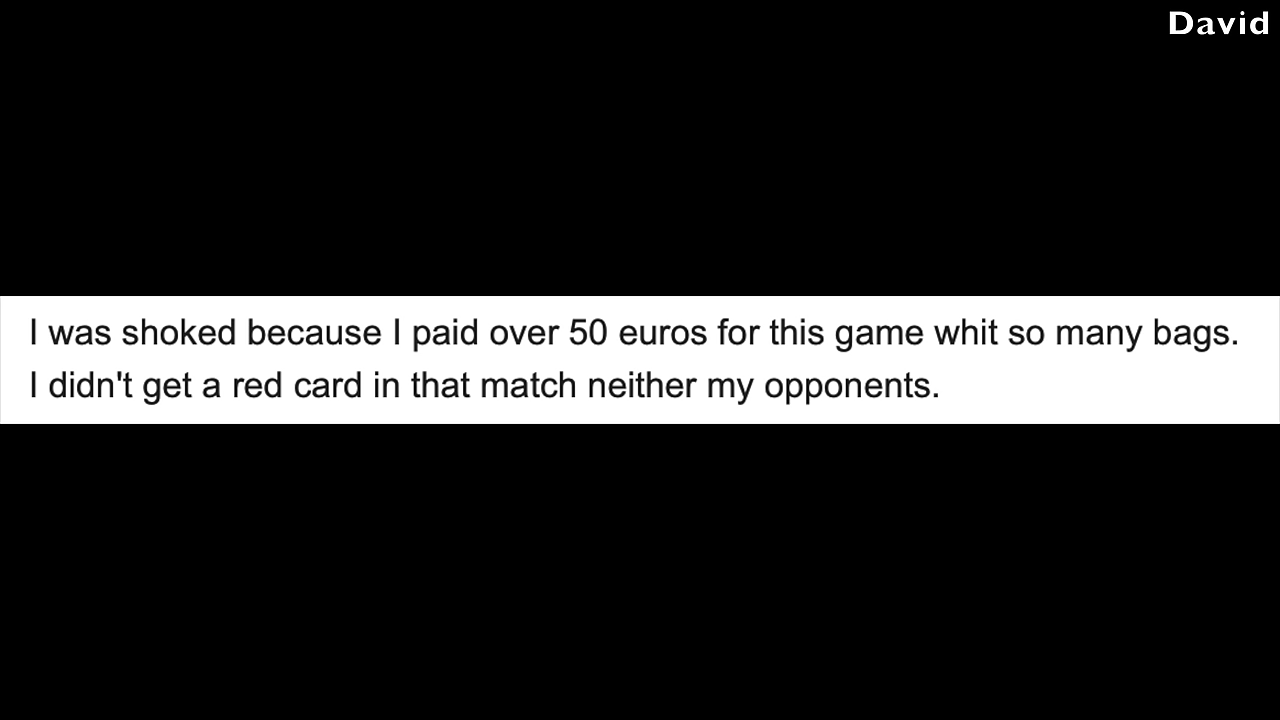 David
I was shoked because I paid over 50 euros for this game whit so many bags.
I didn't get a red card in that match neither my opponents.